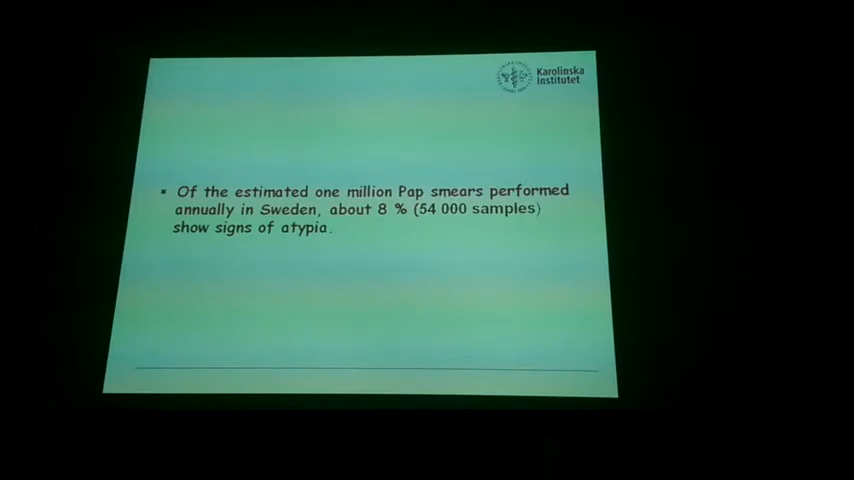 Karolinska
Institutet
Of the estimated one million Pap smears performed
annually in Sweden, about 8 % (54 000 samples)
show signs of atypia.